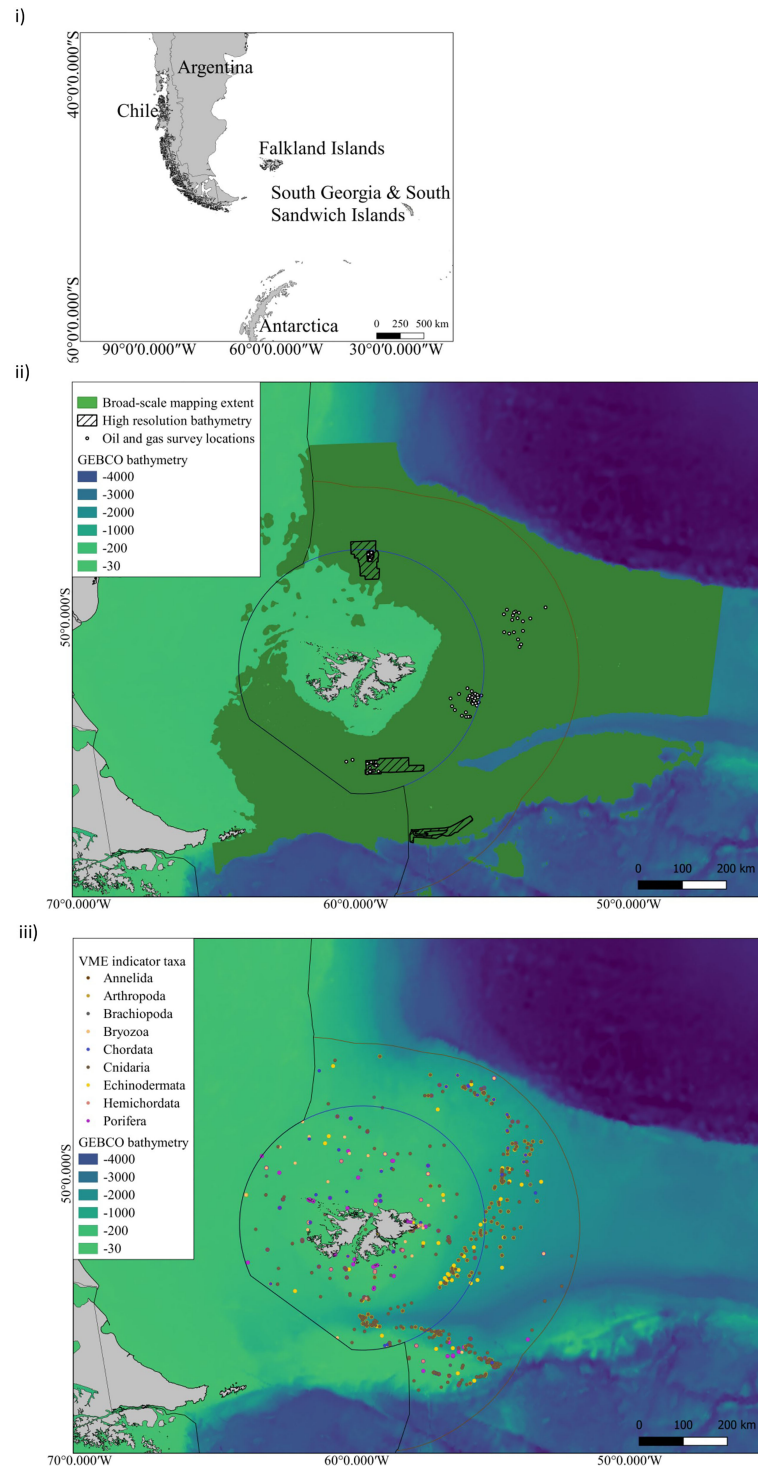 i)
40°0'0.000"S
Argentina
Chile
Falkland Islands
South Georgia & South
Sandwich Islands
Antarctica
0 250 500 km
50°0'0.000"S
90°0'0.000"W 60°0'0.000"W 30°0'0.000"W
ii)
Broad-scale mapping extent
High resolution bathymetry
Oil and gas survey locations
GEBCO bathymetry
-4000
-3000
-2000
-1000
-200
-30
50°0.000'S
0 100 200 km
70°0.000'W 60°0.000'W 50°0.000'W
iii)
VME indicator taxa
Annelida
Arthropoda
Brachiopoda
Bryozoa
Chordata
Cnidaria
Echinodermata
Hemichordata
Porifera
GEBCO bathymetry
-4000
-3000
-2000
-1000
-200
-30
50°0.000'S
0 100 200 km
70°0.000'W 60°0.000'W 50°0.000'W